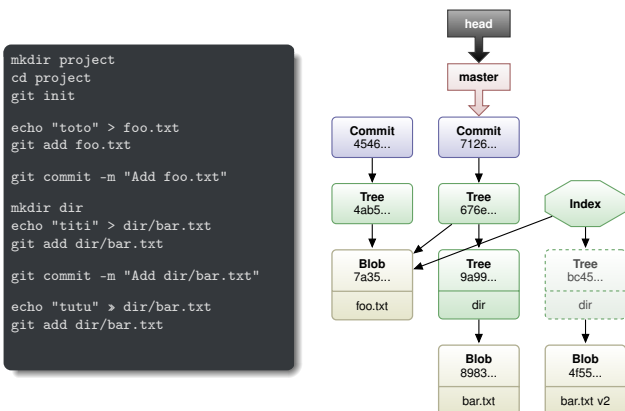 mkdir project
cd project
git init
echo "toto" > foo.txt
git add foo.txt
git commit -m "Add foo.txt"
mkdir dir
echo "titi" > dir/bar.txt
git add dir/bar.txt
git commit -m "Add dir/bar.txt"
echo "tutu" » dir/bar.txt
git add dir/bar.txt
head
master
Commit
4546...
Commit
7126...
Tree
4ab5...
Tree
676e...
Index
Blob
7a35...
foo.txt
Tree
9a99...
dir
Tree
bc45...
dir
Blob
8983...
bar.txt
Blob
4f55...
bar.txt v2